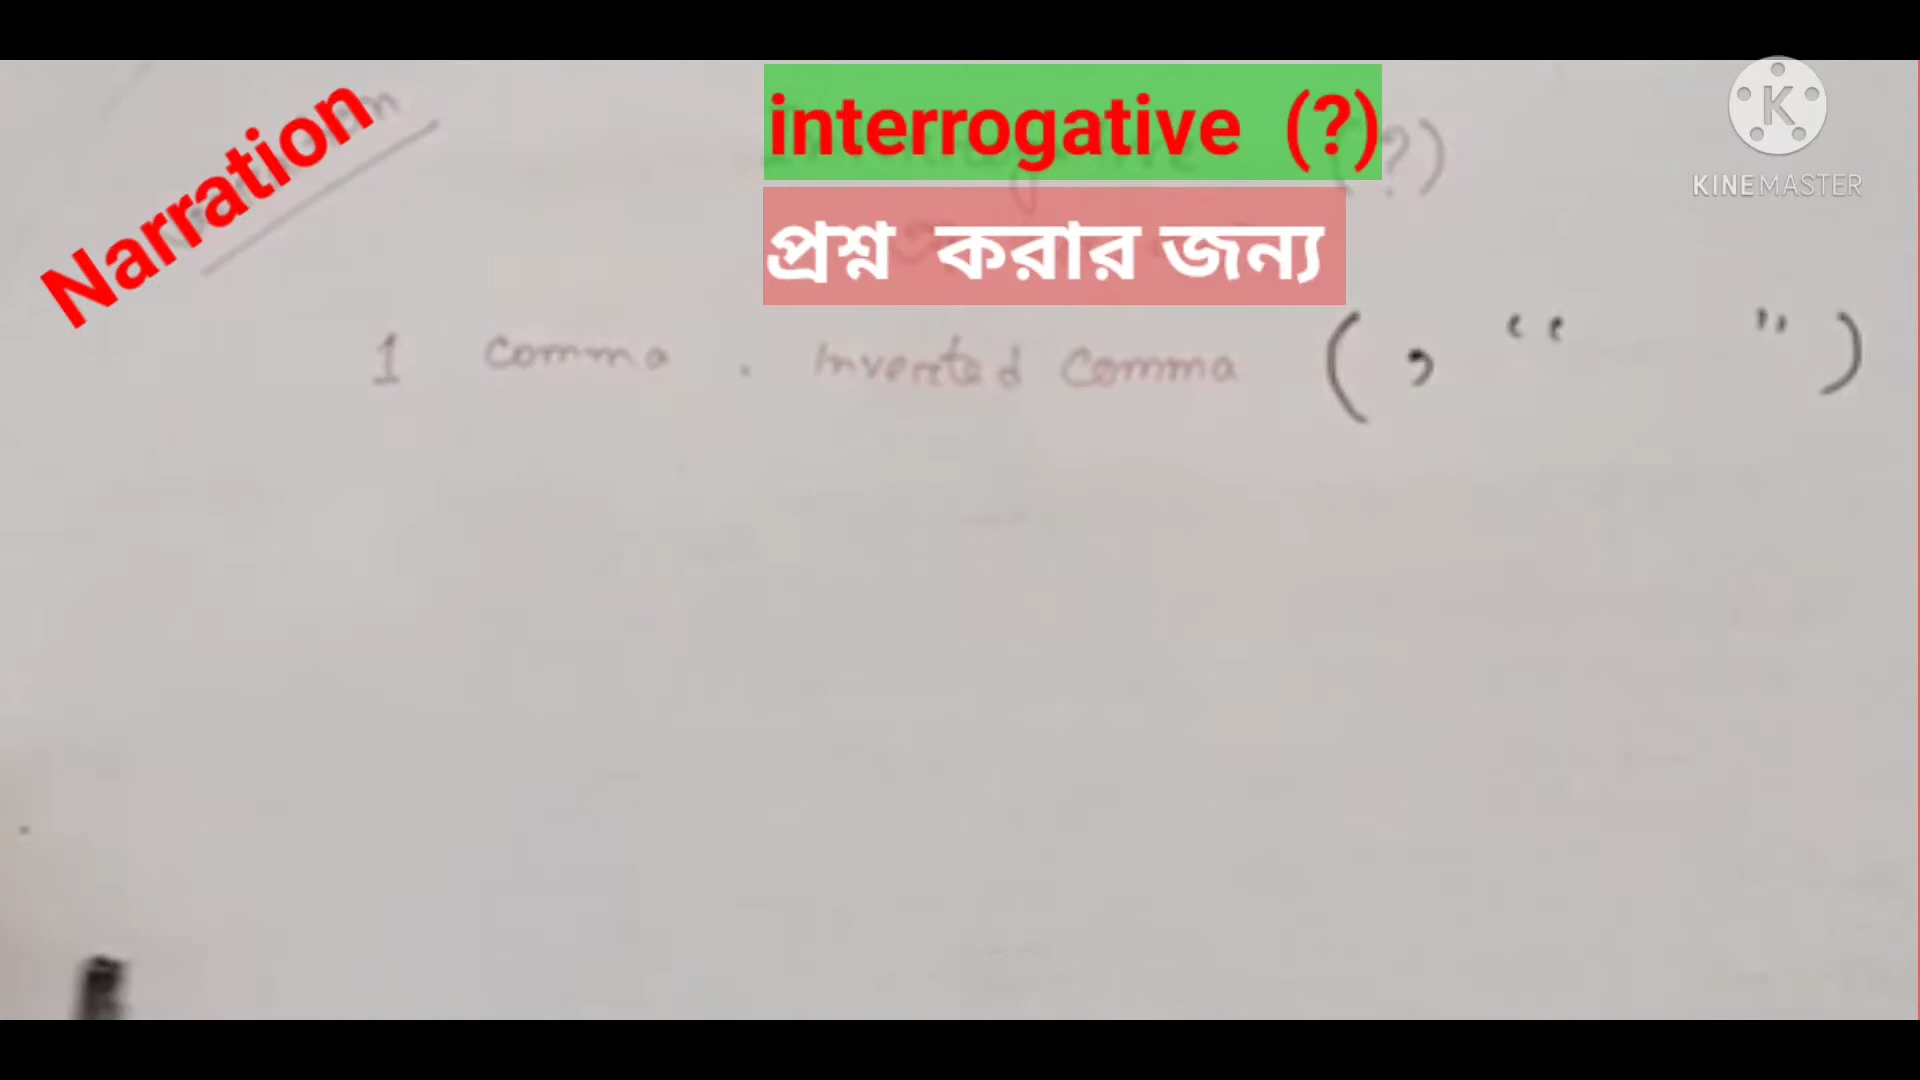 Narration
interrogative (?)
KINEMASTER
প্রশ্ন করার জন্য
1 comma . Inverted Comma ( , “ ” )